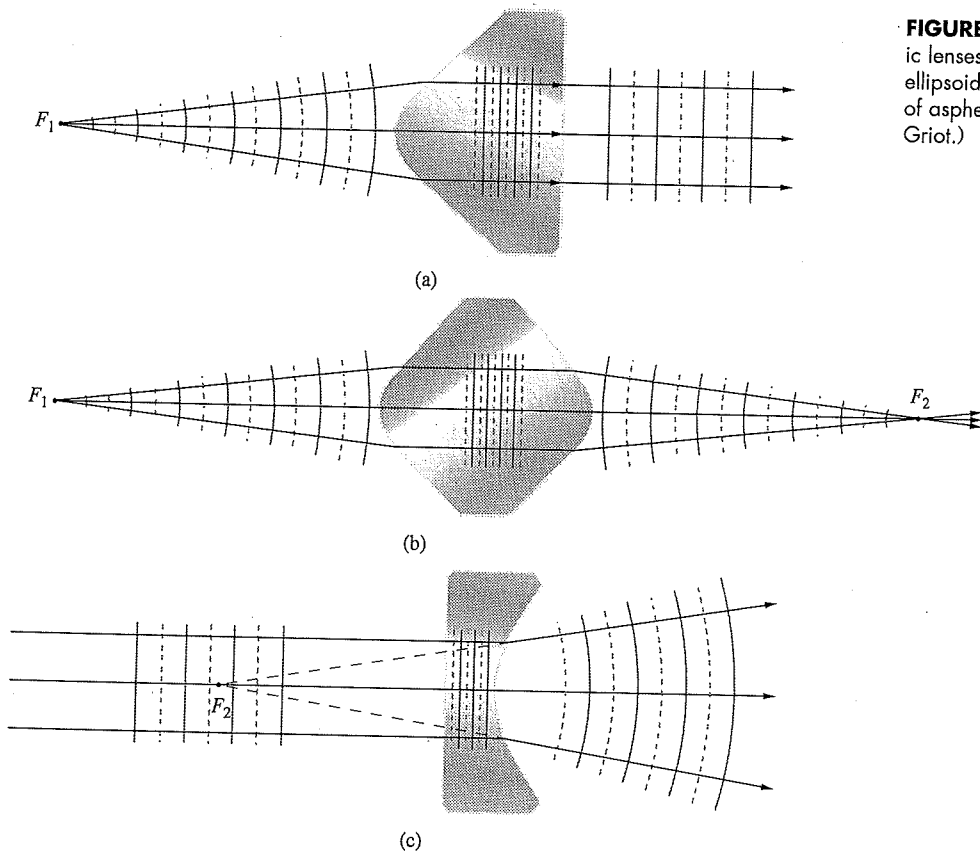 FIGURE
ic lenses
ellipsoid
of asphe
Griot.)
F1
(a)
F1
F2
(b)
F2
(c)